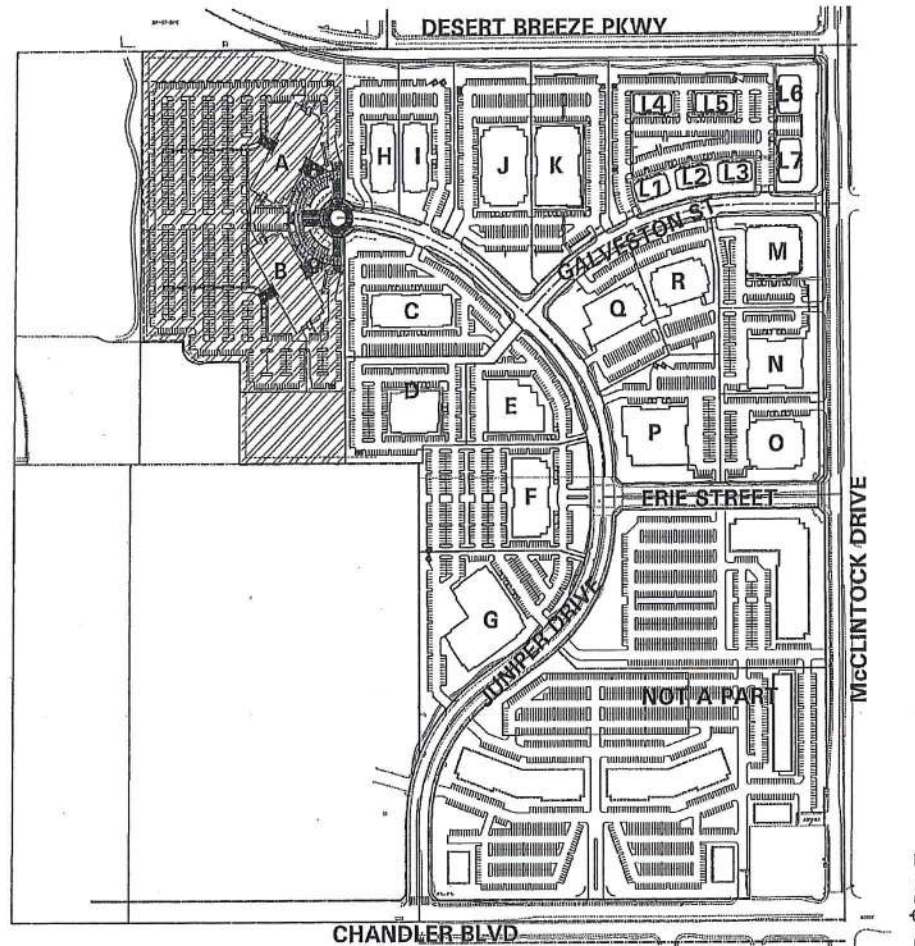 DESERT BREEZE PKWY
L4
L5
L6
A
H
I
J
K
L7
L1
L2
L3
GALVESTON ST
M
B
R
C
Q
N
D
E
P
O
F
ERIE STREET
McCLINTOCK DRIVE
G
JUNIPER DRIVE
NOT A PART
CHANDLER BLVD